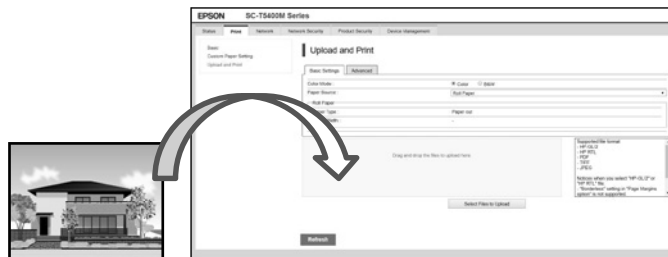 EPSON SC-T5400M Series
Status Print Network Network Security Product Security Device Management
Basic
Custom Paper Setting
Upload and Print
Upload and Print
Basic Settings Advanced
Color Mode : Color B&W
Paper Source : Roll Paper
Roll Paper
Type : Paper out
-
Drag and drop the files to upload here.
Supported file format
- HP-GL/2
- HP RTL
- PDF
- TIFF
- JPEG
Notices when you select "HP-GL/2" or
"HP RTL" file
- "Borderless" setting in "Page Margins
option" is not supported.
Select Files to Upload
Refresh